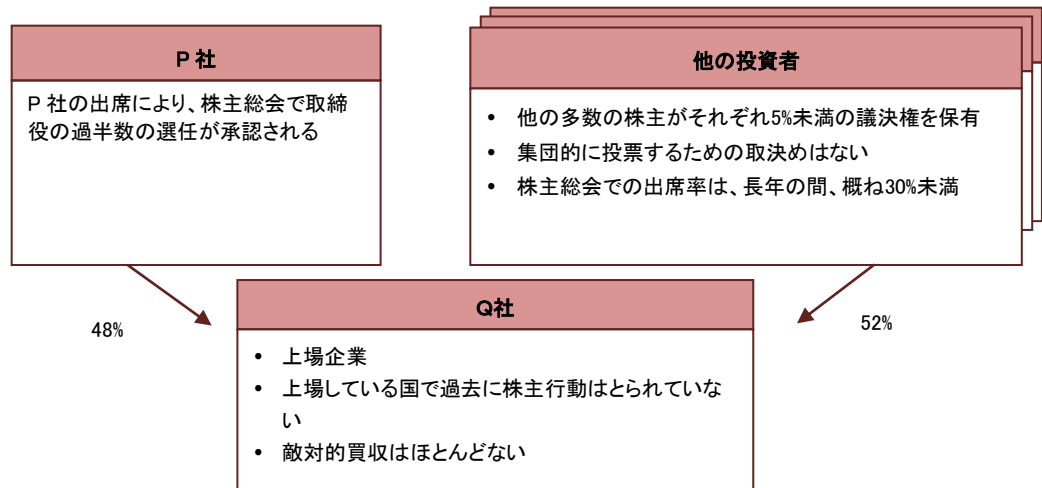 P 社
P 社の出席により、株主総会で取締
役の過半数の選任が承認される
他の投資者
• 他の多数の株主がそれぞれ5%未満の議決権を保有
• 集団的に投票するための取決めはない
• 株主総会での出席率は、長年の間、概ね30%未満
48%
52%
Q社
• 上場企業
• 上場している国で過去に株主行動はとられていな
い
• 敵対的買収はほとんどない